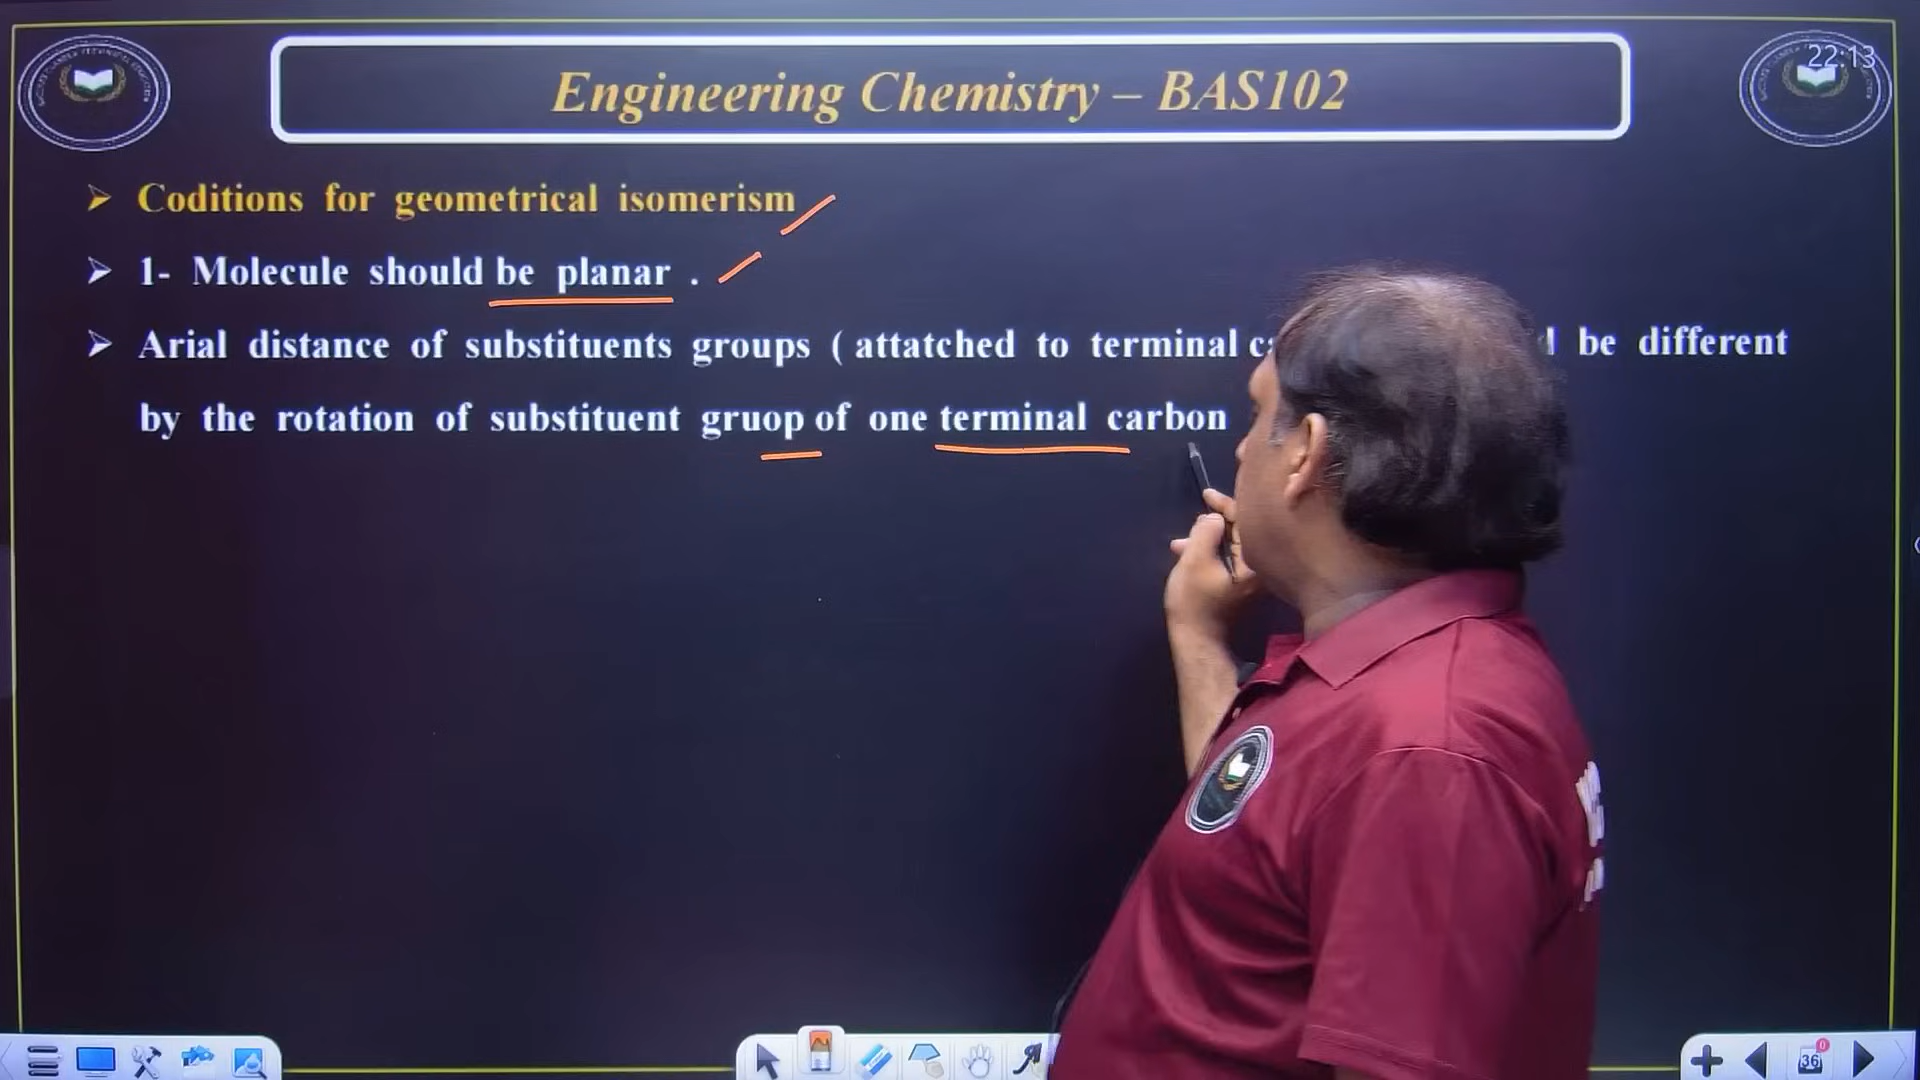 22:13
Engineering Chemistry – BAS102
➤ Coditions for geometrical isomerism
➤ 1- Molecule should be planar .
➤ Arial distance of substituents groups ( attatched to terminal be different
by the rotation of substituent gruop of one terminal carbon
36
0